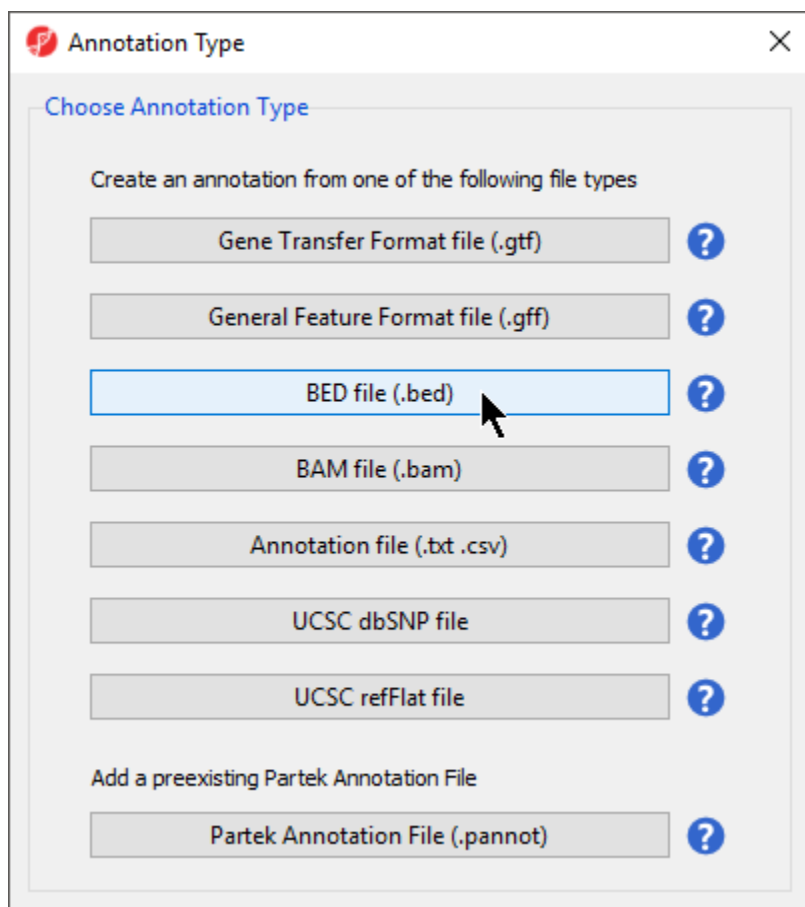 Annotation Type
Choose Annotation Type
Create an annotation from one of the following file types
Gene Transfer Format file (.gtf)
?
General Feature Format file (.gff)
?
BED file (.bed)
?
BAM file (.bam)
?
Annotation file (.txt .csv)
?
UCSC dbSNP file
?
UCSC refFlat file
?
Add a preexisting Partek Annotation File
Partek Annotation File (.pannot)
?